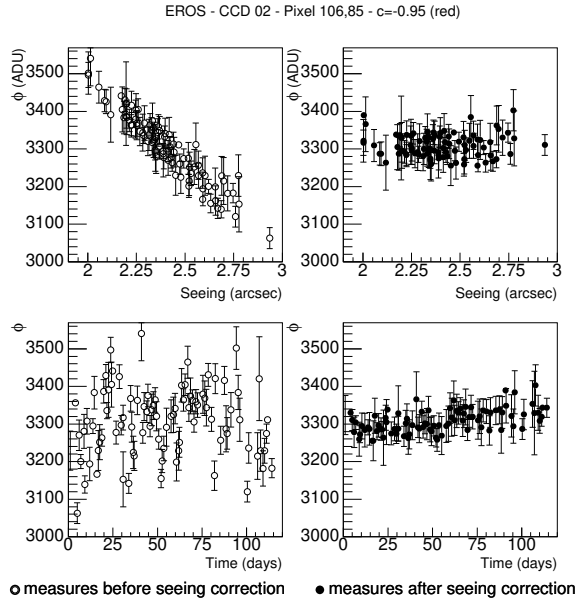 EROS - CCD 02 - Pixel 106,85 - c=-0.95 (red)
ϕ (ADU)
3500
3400
3300
3200
3100
3000
2 2.25 2.5 2.75 3
Seeing (arcsec)
ϕ (ADU)
3500
3400
3300
3200
3100
3000
2 2.25 2.5 2.75 3
Seeing (arcsec)
ϕ
3500
3400
3300
3200
3100
3000
0 25 50 75 100
Time (days)
ϕ
3500
3400
3300
3200
3100
3000
0 25 50 75 100
Time (days)
measures before seeing correction
measures after seeing correction